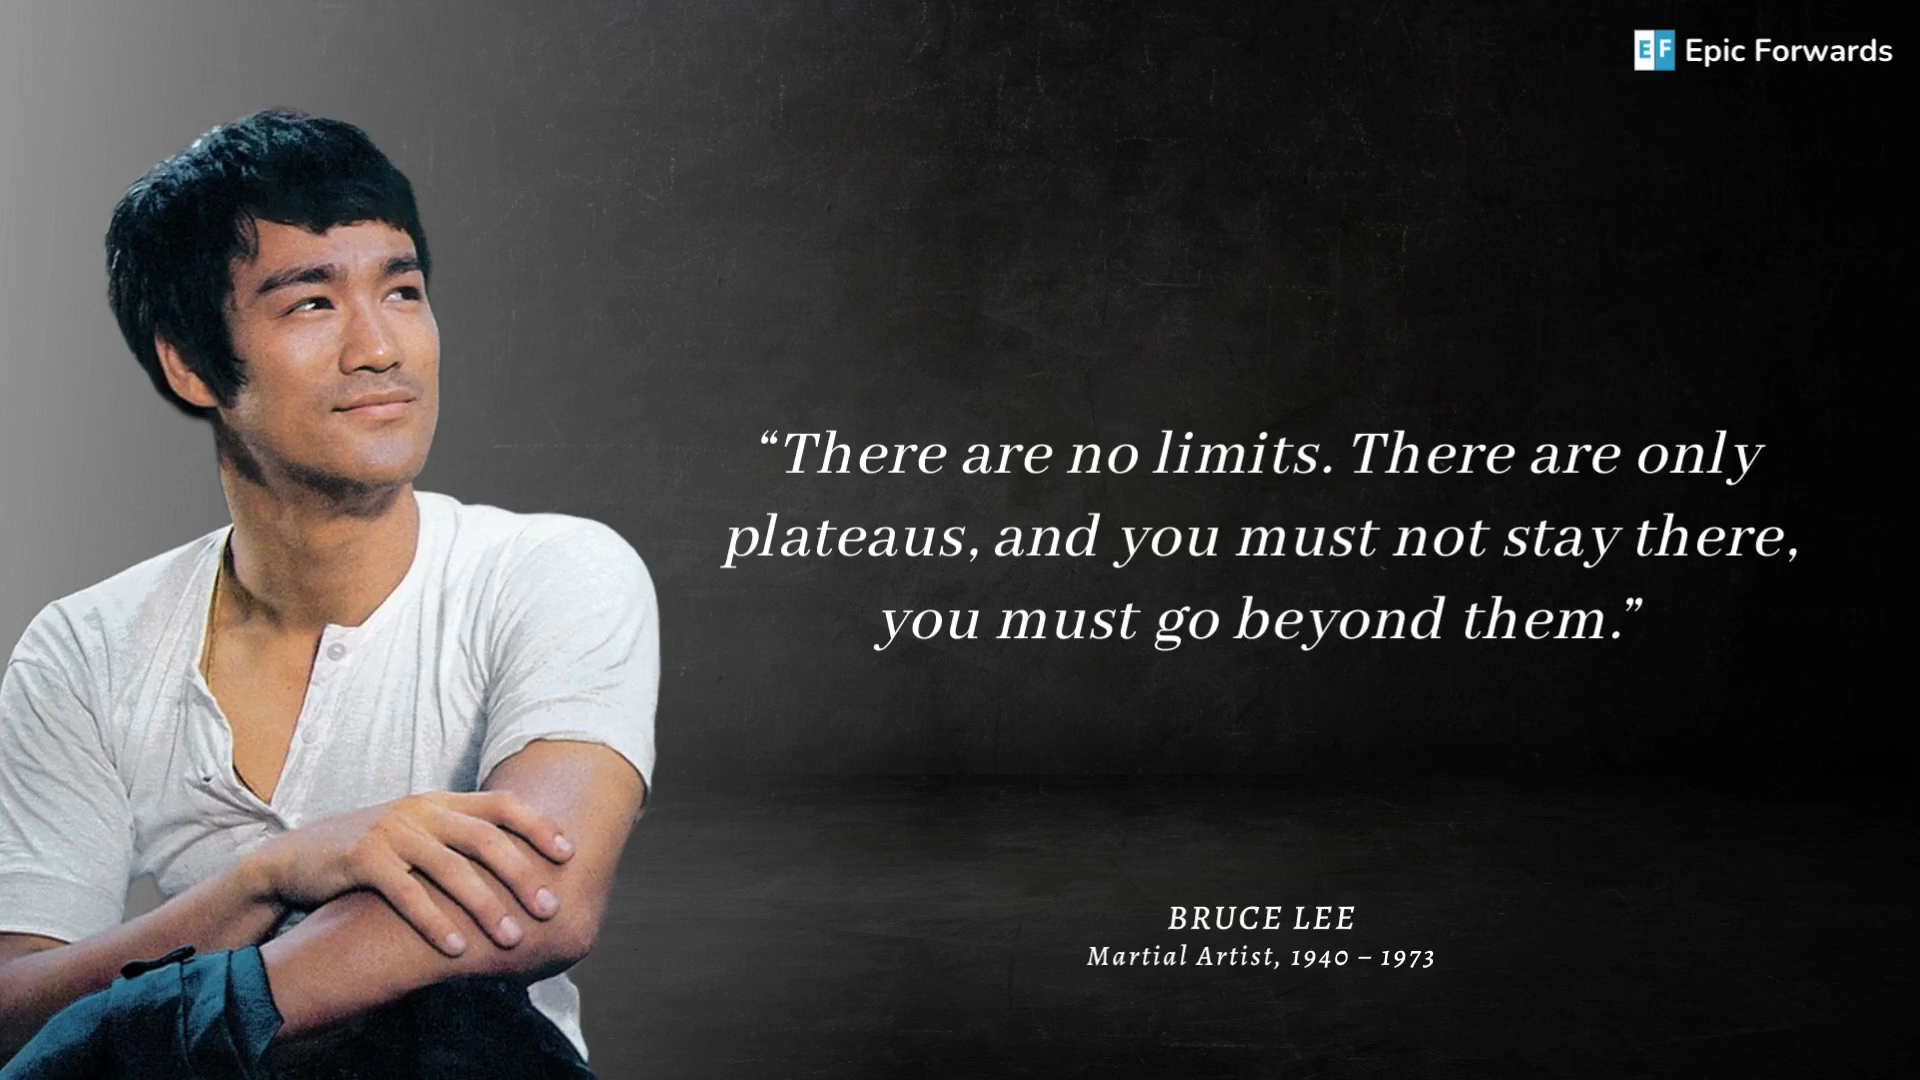 EF Epic Forwards
“There are no limits. There are only
plateaus, and you must not stay there,
you must go beyond them.”
BRUCE LEE
Martial Artist, 1940 – 1973